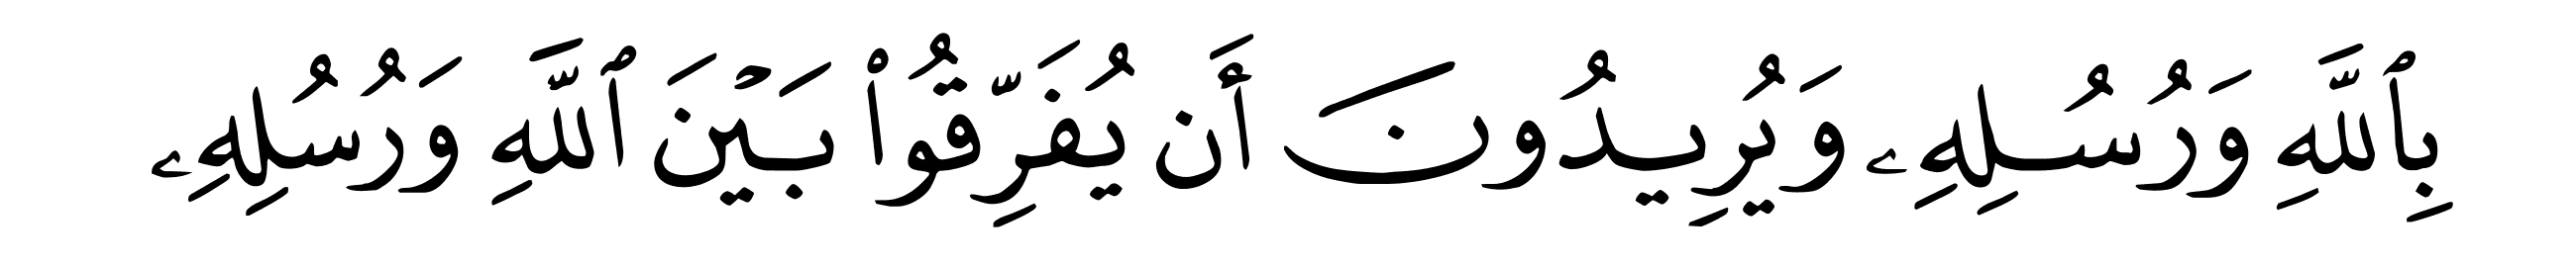 بِٱللَّهِ وَرُسُلِهِۦ وَيُرِيدُونَ أَن يُفَرِّقُوا۟ بَيْنَ ٱللَّهِ وَرُسُلِهِۦ